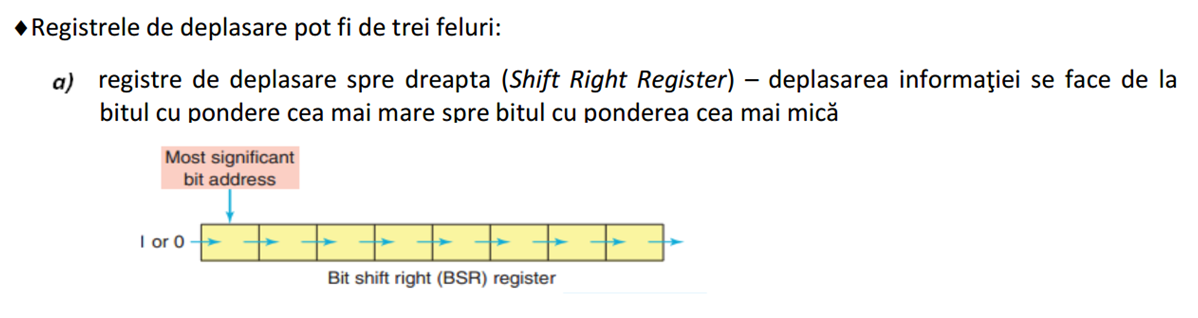 ♦Registrele de deplasare pot fi de trei feluri:
a) registre de deplasare spre dreapta (Shift Right Register) – deplasarea informaţiei se face de la
bitul cu pondere cea mai mare spre bitul cu ponderea cea mai mică
Most significant
bit address
I or 0
Bit shift right (BSR) register